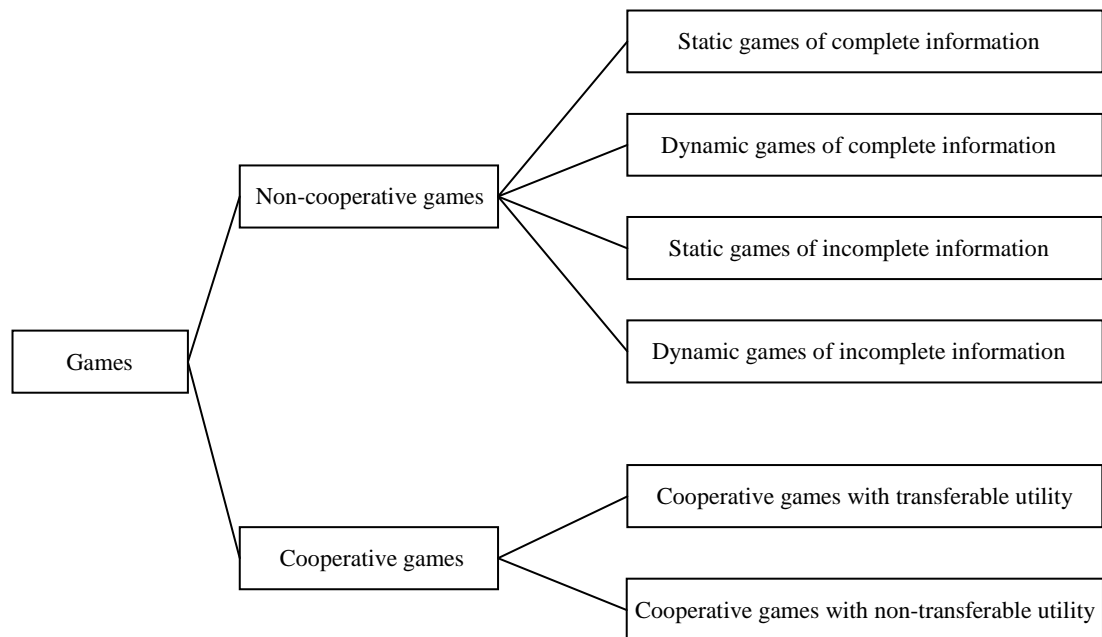 Static games of complete information
Dynamic games of complete information
Non-cooperative games
Static games of incomplete information
Dynamic games of incomplete information
Games
Cooperative games with transferable utility
Cooperative games
Cooperative games with non-transferable utility